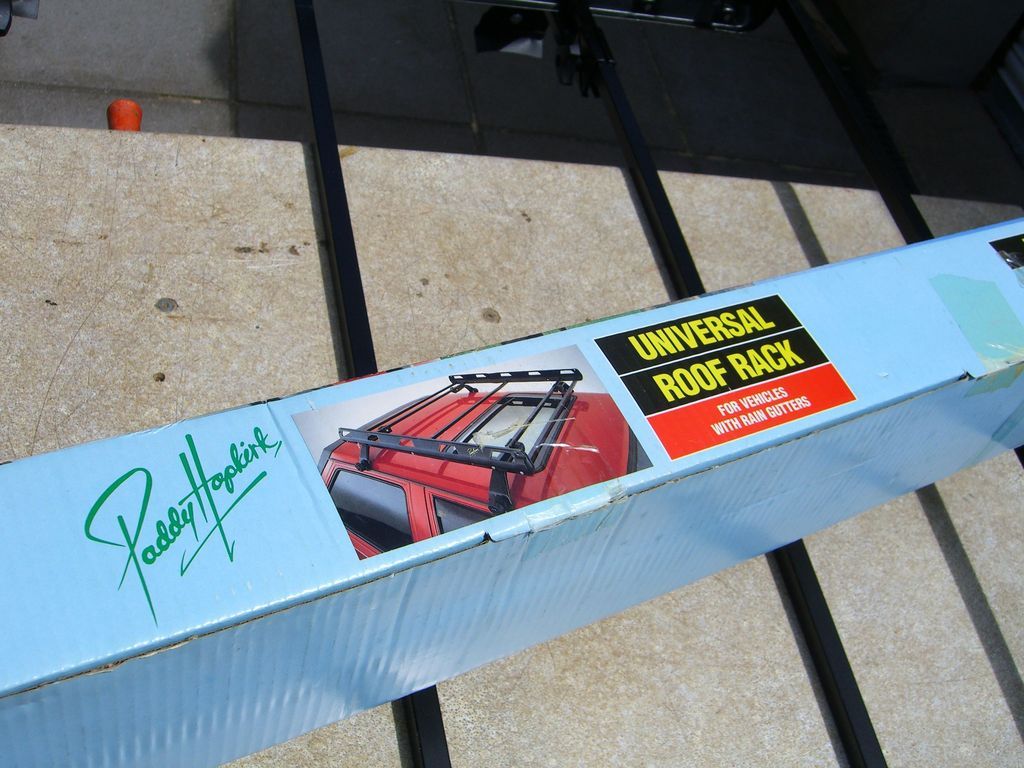 Paddy Hopkirk
UNIVERSAL
ROOF RACK
FOR VEHICLES
WITH RAIN GUTTERS